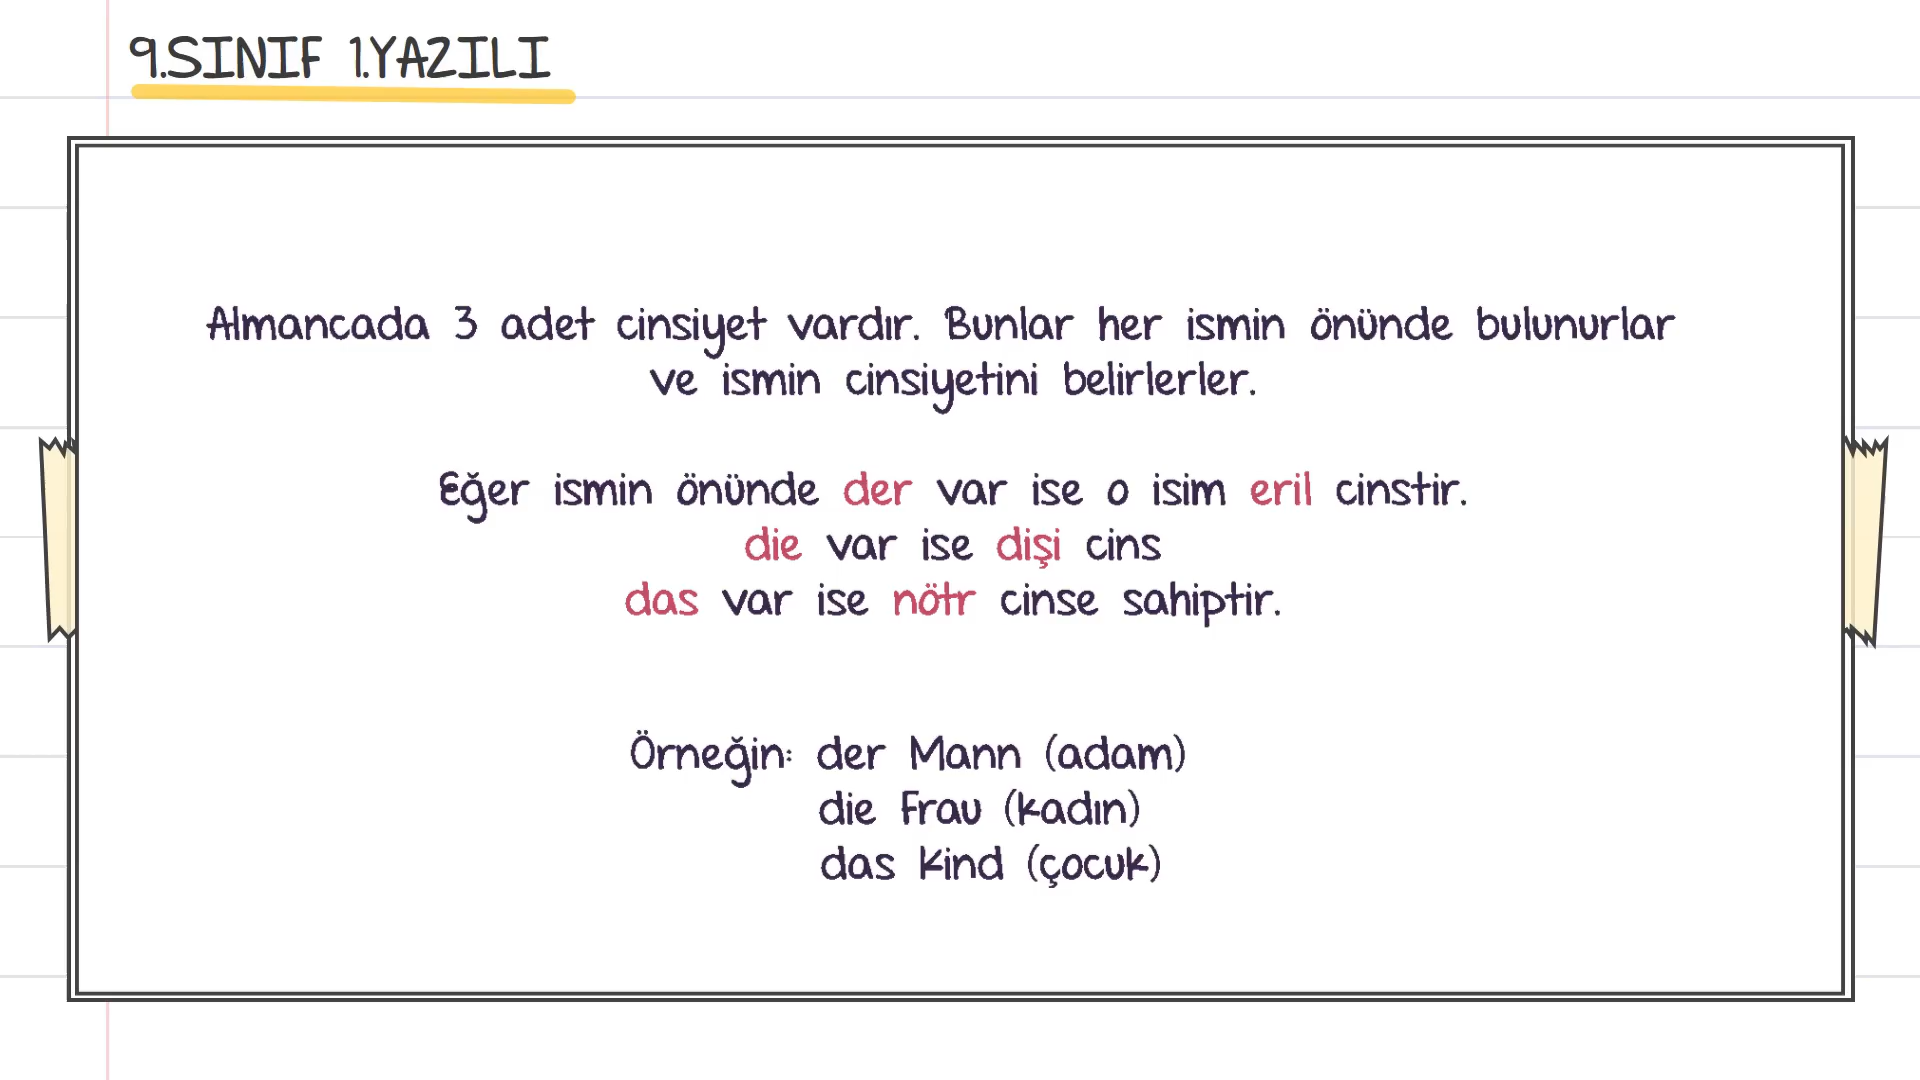 9.SINIF 1.YAZILI
Almancada 3 adet cinsiyet vardır. Bunlar her ismin önünde bulunurlar
ve ismin cinsiyetini belirlerler.
Eğer ismin önünde der var ise o isim eril cinstir.
die var ise dişi cins
das var ise nötr cinse sahiptir.
Örneğin: der Mann (adam)
die Frau (kadın)
das Kind (çocuk)